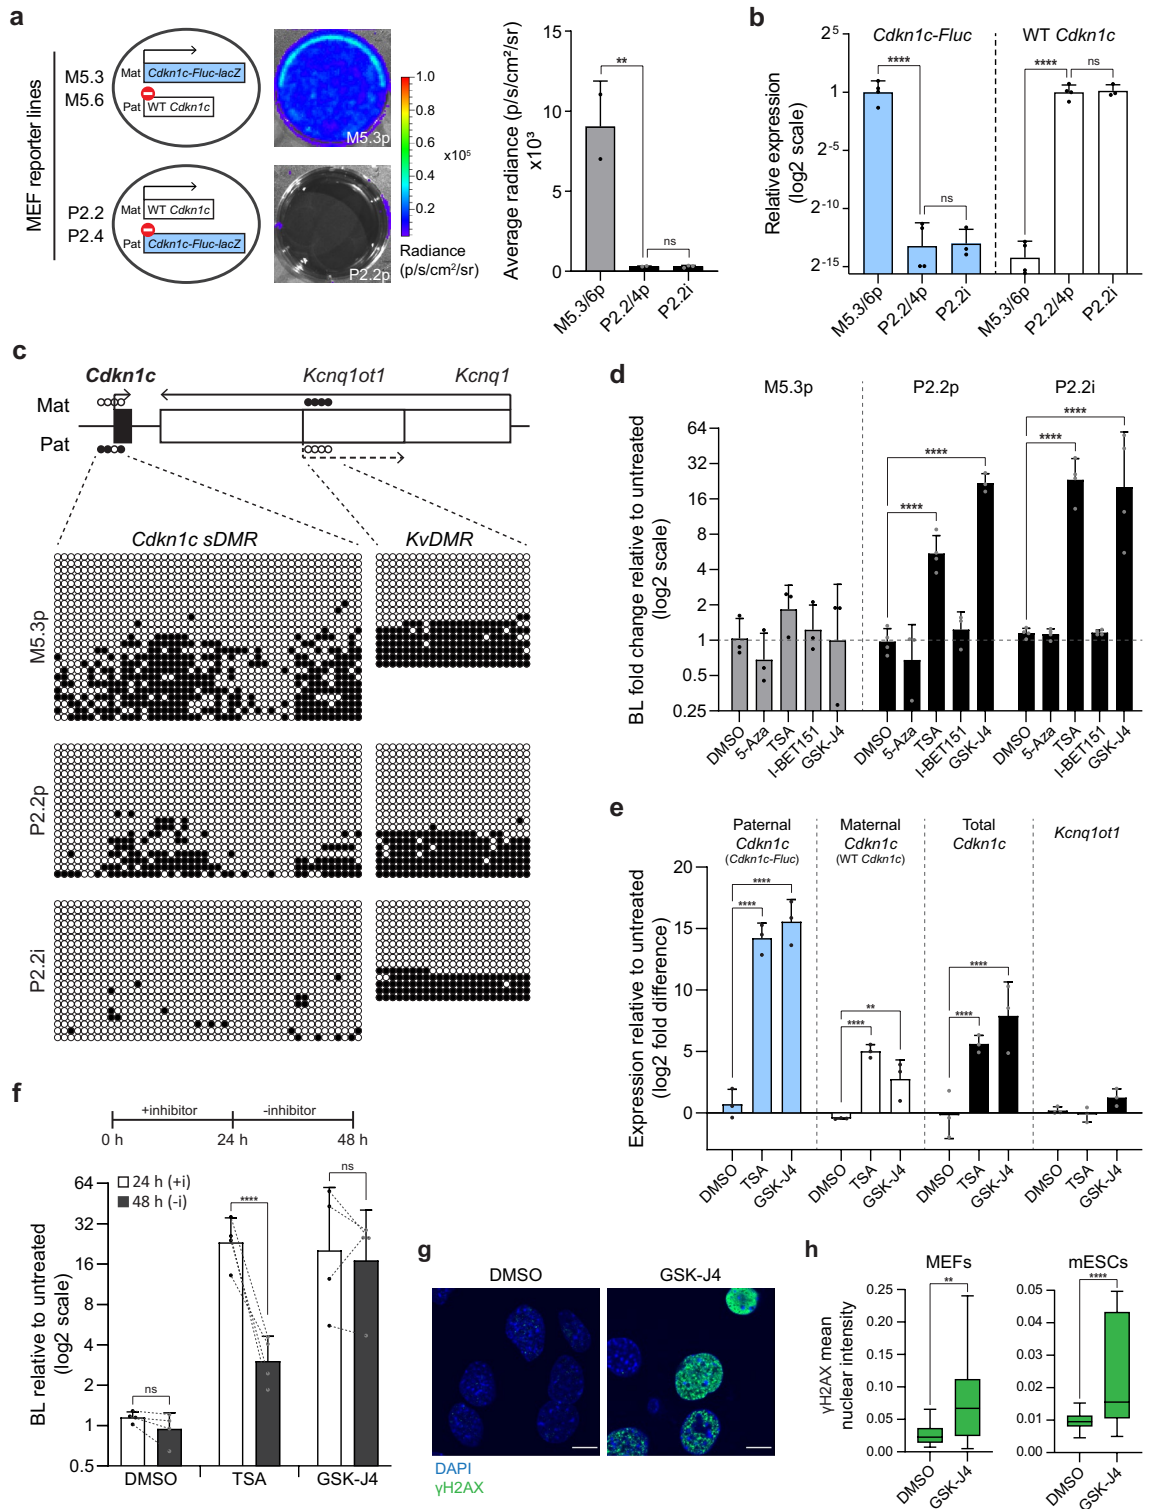 a
MEF reporter lines
M5.3
M5.6
Mat
Cdkn1c-Fluc-lacZ
Pat
WT Cdkn1c
P2.2
P2.4
Mat
WT Cdkn1c
Pat
Cdkn1c-Fluc-lacZ
M5.3p
P2.2p
1.0
0.8
0.6
0.4
0.2
x10⁵
Radiance
(p/s/cm²/sr)
Average radiance (p/s/cm²/sr)
x10³
15
10
5
0
**
ns
M5.3/6p
P2.2/4p
P2.2i
b
Cdkn1c-Fluc
WT Cdkn1c
Relative expression
(log2 scale)
2⁵
1
2⁻⁵
2⁻¹⁰
2⁻¹⁵
****
ns
****
ns
M5.3/6p
P2.2/4p
P2.2i
M5.3/6p
P2.2/4p
P2.2i
c
Cdkn1c
Kcnq1ot1
Kcnq1
Mat
Pat
Cdkn1c sDMR
KvDMR
M5.3p
P2.2p
P2.2i
d
M5.3p
P2.2p
P2.2i
BL fold change relative to untreated
(log2 scale)
64
32
16
8
4
2
1
0.5
0.25
****
****
****
****
DMSO
5-Aza
TSA
I-BET151
GSK-J4
DMSO
5-Aza
TSA
I-BET151
GSK-J4
DMSO
5-Aza
TSA
I-BET151
GSK-J4
e
Paternal
Cdkn1c
(Cdkn1c-Fluc)
Maternal
Cdkn1c
(WT Cdkn1c)
Total
Cdkn1c
Kcnq1ot1
Expression relative to untreated
(log2 fold difference)
20
15
10
5
0
****
****
**
****
****
****
DMSO
TSA
GSK-J4
DMSO
TSA
GSK-J4
DMSO
TSA
GSK-J4
DMSO
TSA
GSK-J4
f
+inhibitor
-inhibitor
0 h
24 h
48 h
24 h (+i)
48 h (-i)
BL relative to untreated
(log2 scale)
64
32
16
8
4
2
1
0.5
ns
****
ns
DMSO
TSA
GSK-J4
g
DMSO
GSK-J4
DAPI
γH2AX
h
MEFs
mESCs
γH2AX mean
nuclear intensity
0.25
0.20
0.15
0.10
0.05
0.00
**
DMSO
GSK-J4
0.05
0.04
0.03
0.02
0.01
0.00
****
DMSO
GSK-J4